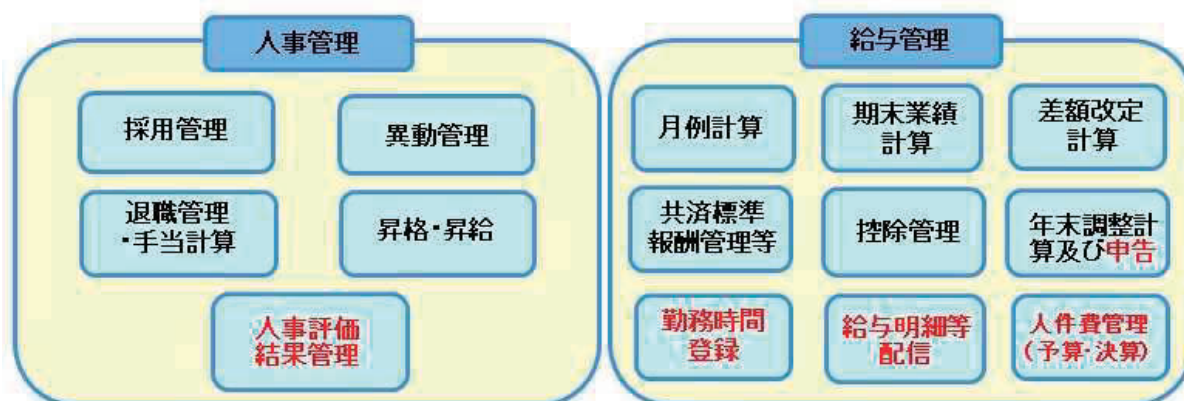 人事管理
採用管理
異動管理
退職管理
・手当計算
昇格・昇給
人事評価
結果管理
給与管理
月例計算
期末業績
計算
差額改定
計算
共済標準
報酬管理等
控除管理
年末調整計
算及び申告
勤務時間
登録
給与明細等
配信
人件費管理
(予算・決算)